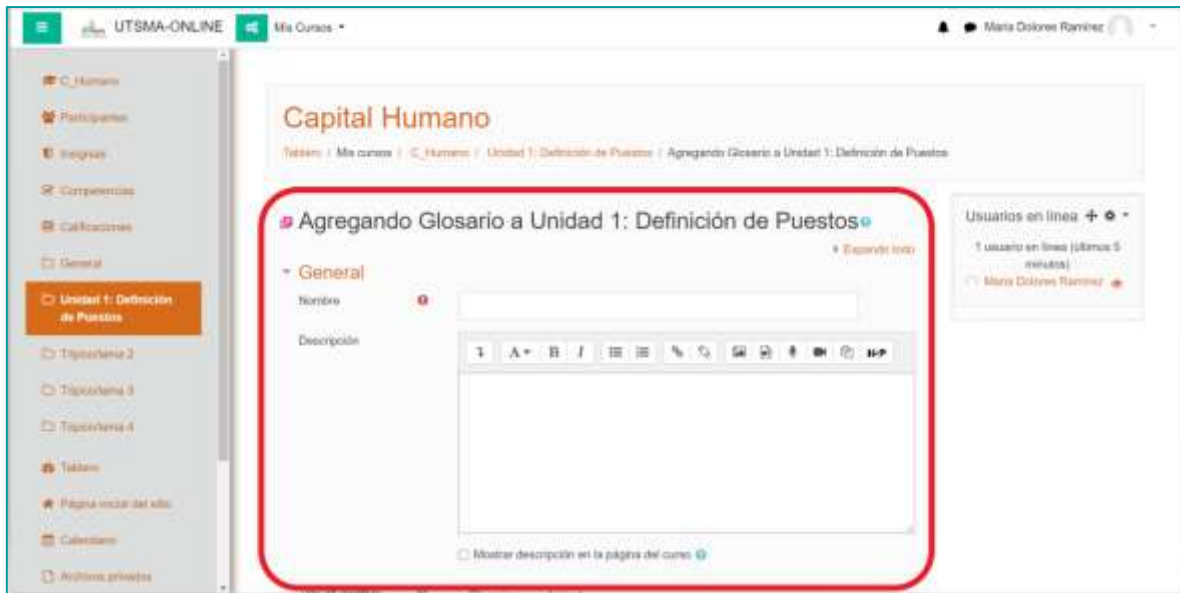 UTSMA-ONLINE
Mis Cursos
Maria Dolores Ramirez
C_Humano
Participantes
Insignias
Competencias
Calificaciones
General
Unidad 1: Definición
de Puestos
Tópico/tema 2
Tópico/tema 3
Tópico/tema 4
Tablero
Página inicial del sitio
Calendario
Archivos privados
Capital Humano
Tablero / Mis cursos / C_Humano / Unidad 1: Definición de Puestos / Agregando Glosario a Unidad 1: Definición de Puestos
Agregando Glosario a Unidad 1: Definición de Puestos
Expandir todo
General
Nombre
Descripción
A B I H-P
Mostrar descripción en la página del curso
Usuarios en línea
1 usuario en línea (últimos 5
minutos)
Maria Dolores Ramirez